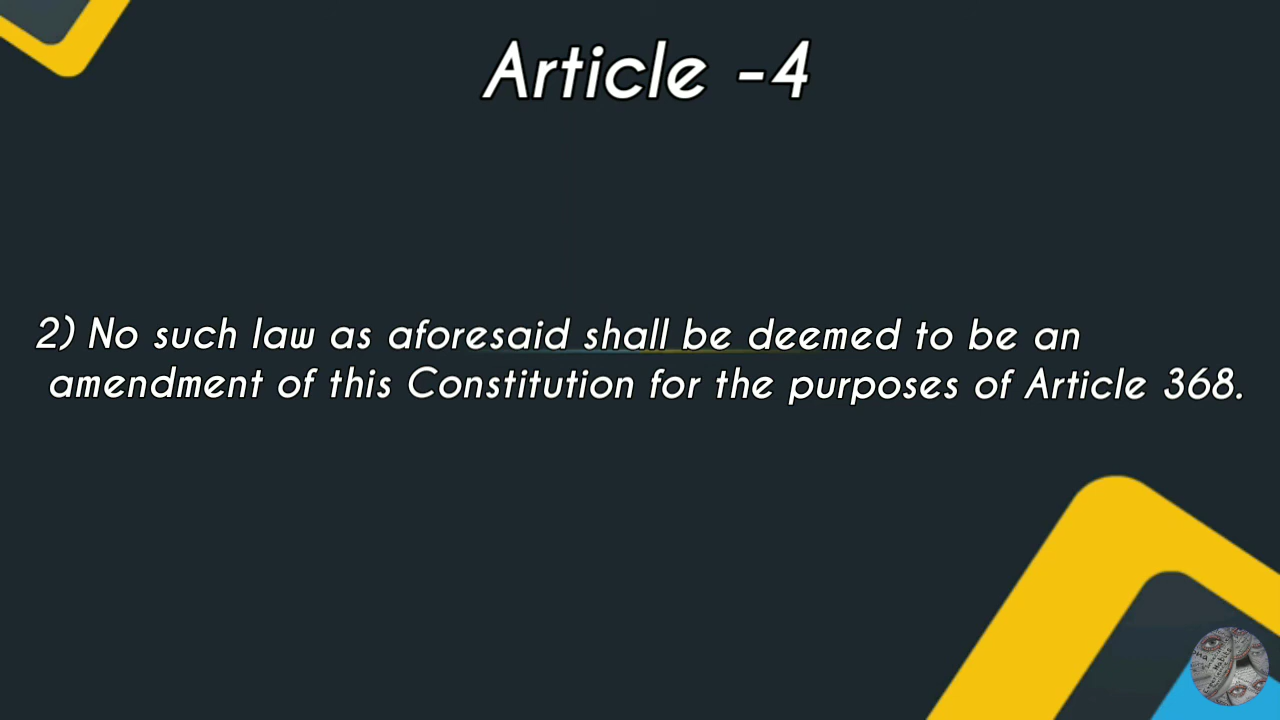 Article -4
2) No such law as aforesaid shall be deemed to be an
amendment of this Constitution for the purposes of Article 368.